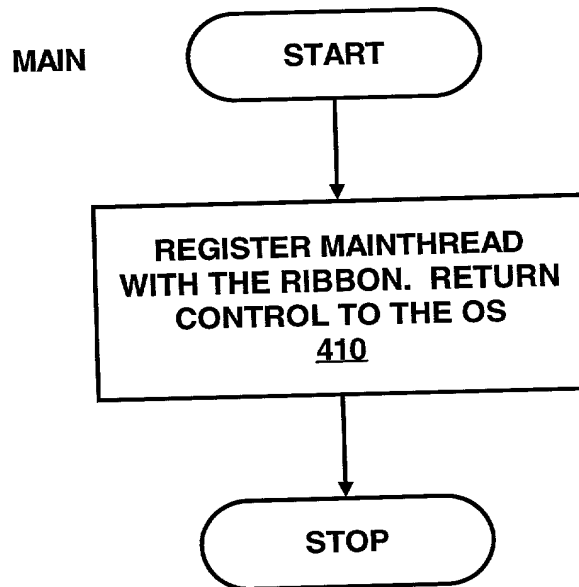 MAIN
START
REGISTER MAINTHREAD
WITH THE RIBBON. RETURN
CONTROL TO THE OS
410
STOP